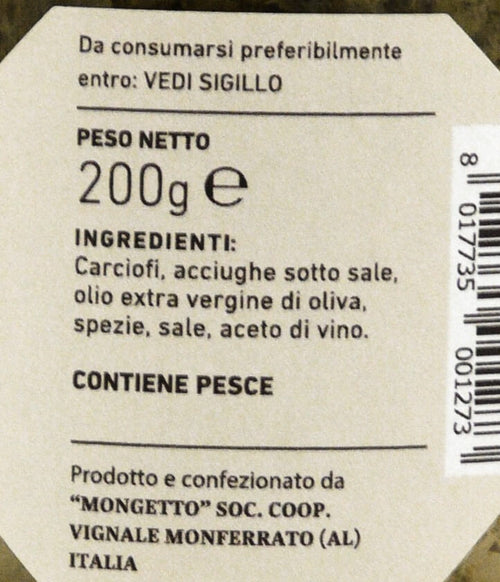 Da consumarsi preferibilmente
entro: VEDI SIGILLO
PESO NETTO
200g e
INGREDIENTI:
Carciofi, acciughe sotto sale,
olio extra vergine di oliva,
spezie, sale, aceto di vino.
CONTIENE PESCE
Prodotto e confezionato da
“MONGETTO” SOC. COOP.
VIGNALE MONFERRATO (AL)
ITALIA
8 017735 001273